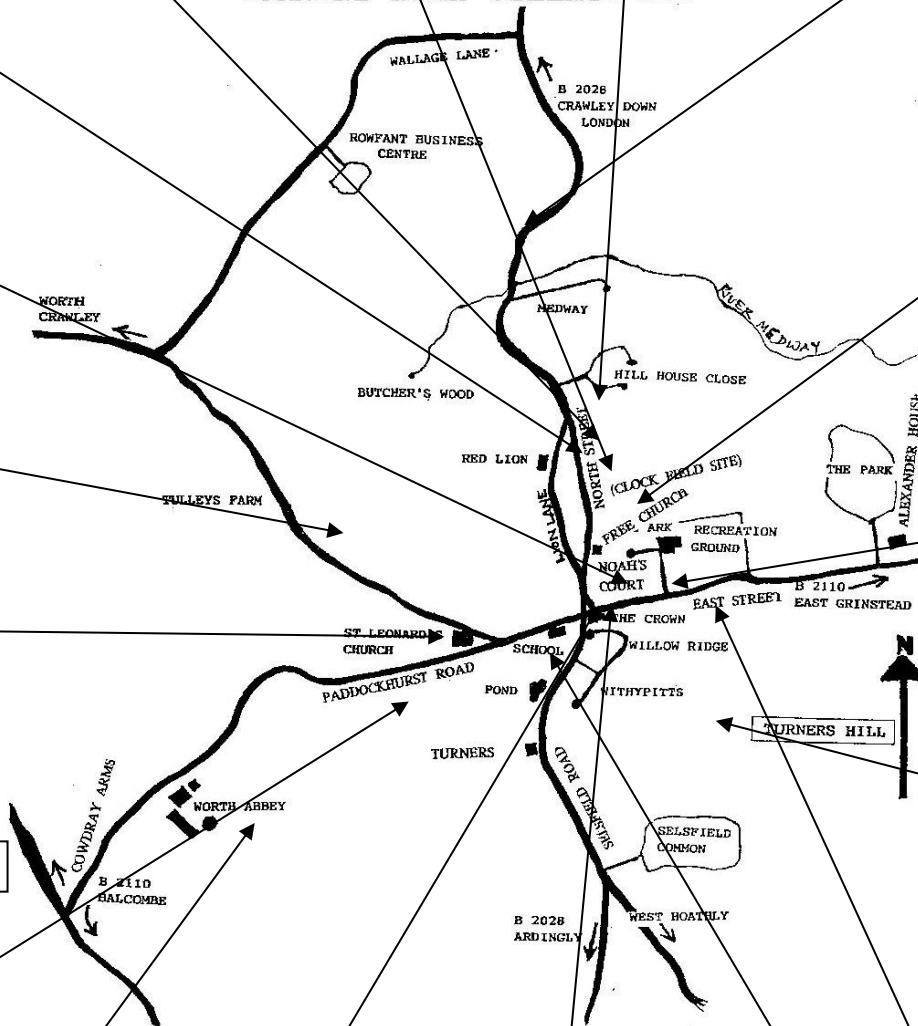 WALLAGE LANE
B 2028
CRAWLEY DOWN
LONDON
ROWFANT BUSINESS
CENTRE
WORTH
CRAWLEY
MEDWAY
RIVER MEDWAY
HILL HOUSE CLOSE
BUTCHER'S WOOD
NORTH STREET
RED LION
(CLOCK FIELD SITE)
THE PARK
ALEXANDER HOUSE
TULLEYS FARM
LION LANE
FREE CHURCH
ARK
RECREATION
GROUND
NOAH'S
COURT
B 2110
EAST GRINSTEAD
EAST STREET
THE CROWN
ST.LEONARDS
CHURCH
SCHOOL
WILLOW RIDGE
N
PADDOCKHURST ROAD
POND
WITHYPITTS
TURNERS HILL
TURNERS
SELSFIELD ROAD
COWDRAY ARMS
WORTH ABBEY
SELSFIELD
COMMON
B 2110
BALCOMBE
B 2028
ARDINGLY
WEST HOATHLY